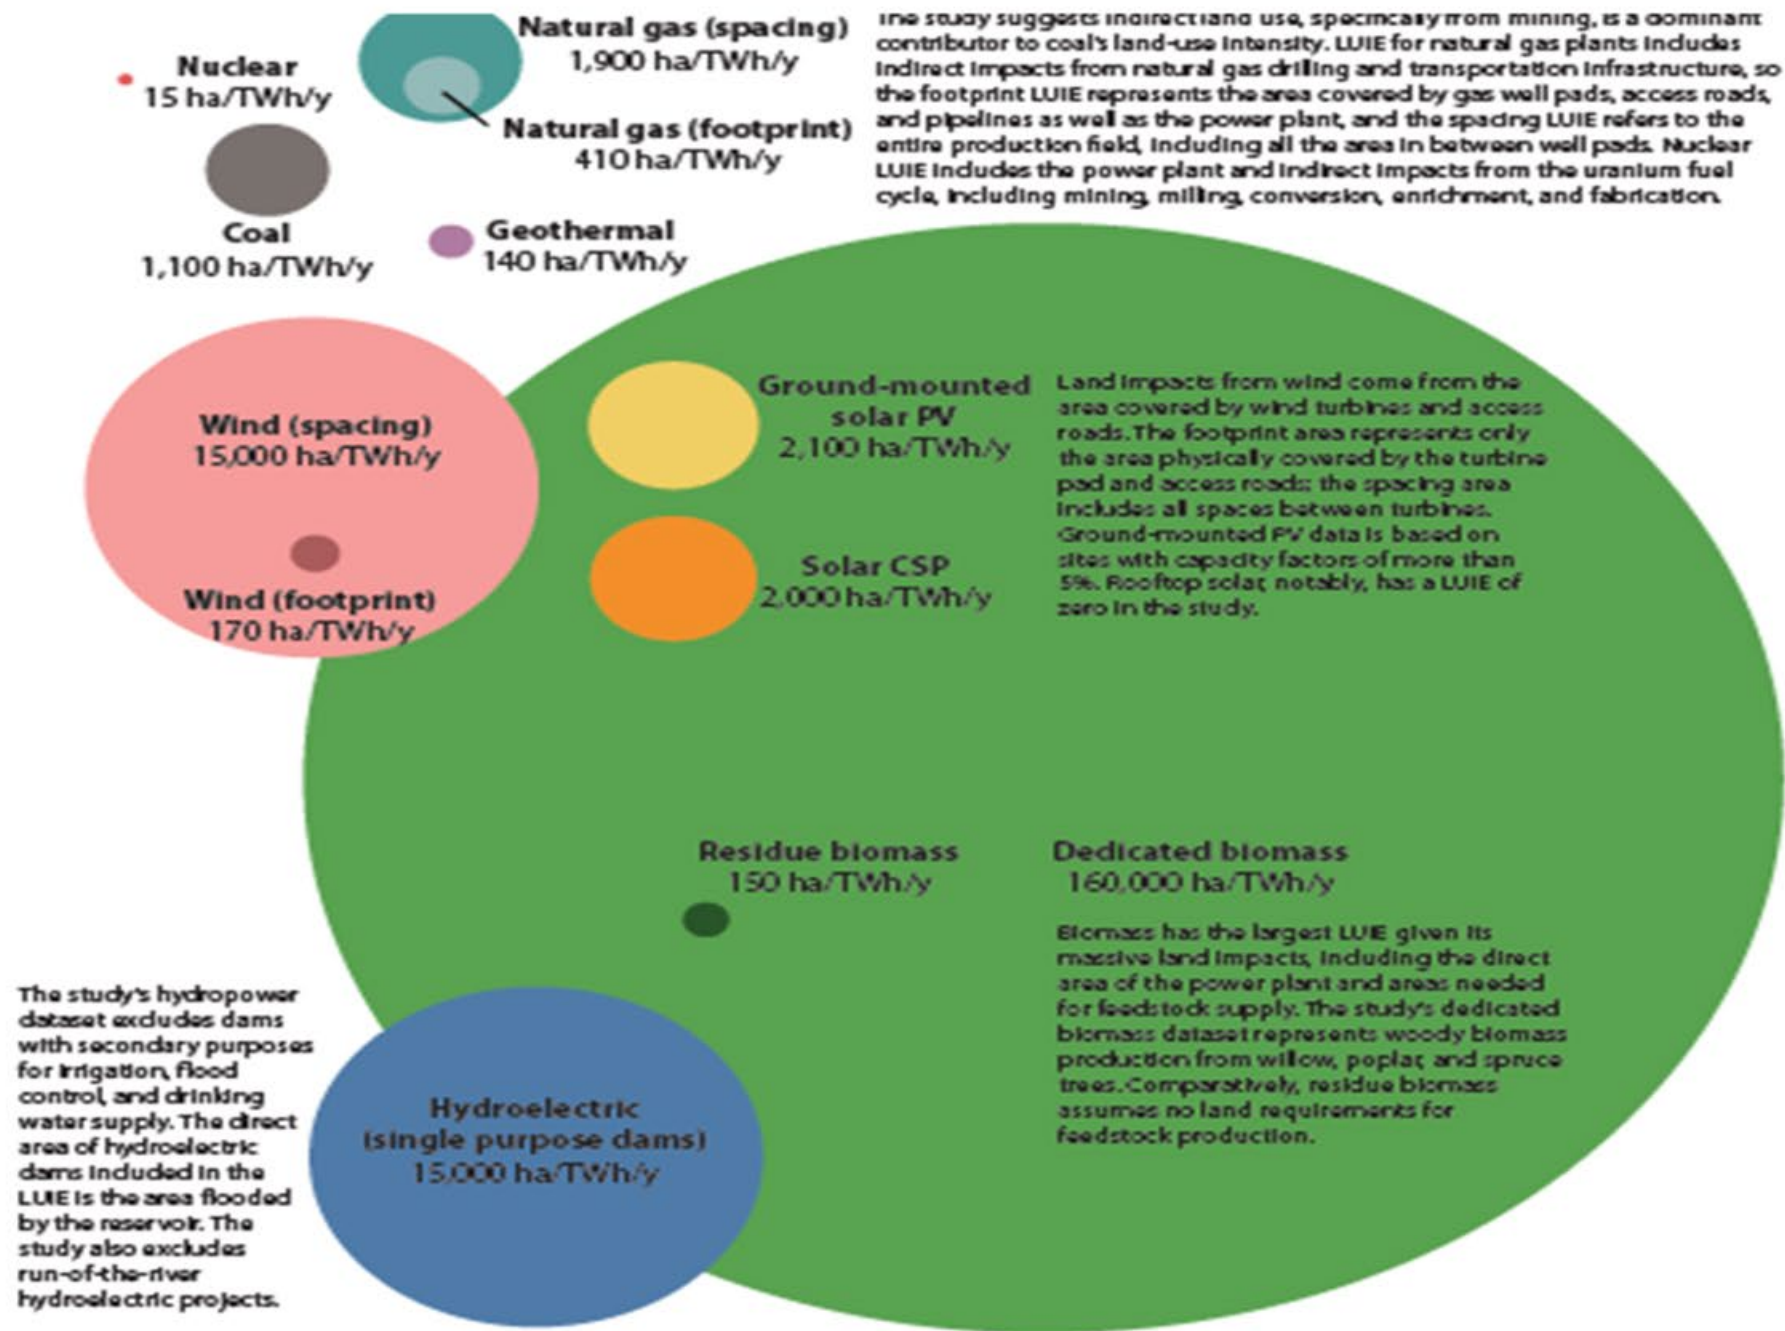 Natural gas (spacing)
1,900 ha/TWh/y
Nuclear
15 ha/TWh/y
Natural gas (footprint)
410 ha/TWh/y
Coal
1,100 ha/TWh/y
Geothermal
140 ha/TWh/y
The study suggests indirect land use, specifically from mining, is a dominant
contributor to coal's land-use intensity. LUIE for natural gas plants includes
indirect impacts from natural gas drilling and transportation infrastructure, so
the footprint LUIE represents the area covered by gas well pads, access roads,
and pipelines as well as the power plant, and the spacing LUIE refers to the
entire production field, including all the area in between well pads. Nuclear
LUIE includes the power plant and indirect impacts from the uranium fuel
cycle, including mining, milling, conversion, enrichment, and fabrication.
Wind (spacing)
15,000 ha/TWh/y
Wind (footprint)
170 ha/TWh/y
Ground-mounted
solar PV
2,100 ha/TWh/y
Solar CSP
2,000 ha/TWh/y
Land impacts from wind come from the
area covered by wind turbines and access
roads. The footprint area represents only
the area physically covered by the turbine
pad and access roads; the spacing area
includes all spaces between turbines.
Ground-mounted PV data is based on
sites with capacity factors of more than
5%. Rooftop solar, notably, has a LUIE of
zero in the study.
Residue biomass
150 ha/TWh/y
Dedicated biomass
160,000 ha/TWh/y
Biomass has the largest LUIE given its
massive land impacts, including the direct
area of the power plant and areas needed
for feedstock supply. The study's dedicated
biomass dataset represents woody biomass
production from willow, poplar, and spruce
trees. Comparatively, residue biomass
assumes no land requirements for
feedstock production.
The study's hydropower
dataset excludes dams
with secondary purposes
for irrigation, flood
control, and drinking
water supply. The direct
area of hydroelectric
dams included in the
LUIE is the area flooded
by the reservoir. The
study also excludes
run-of-the-river
hydroelectric projects.
Hydroelectric
(single purpose dams)
15,000 ha/TWh/y